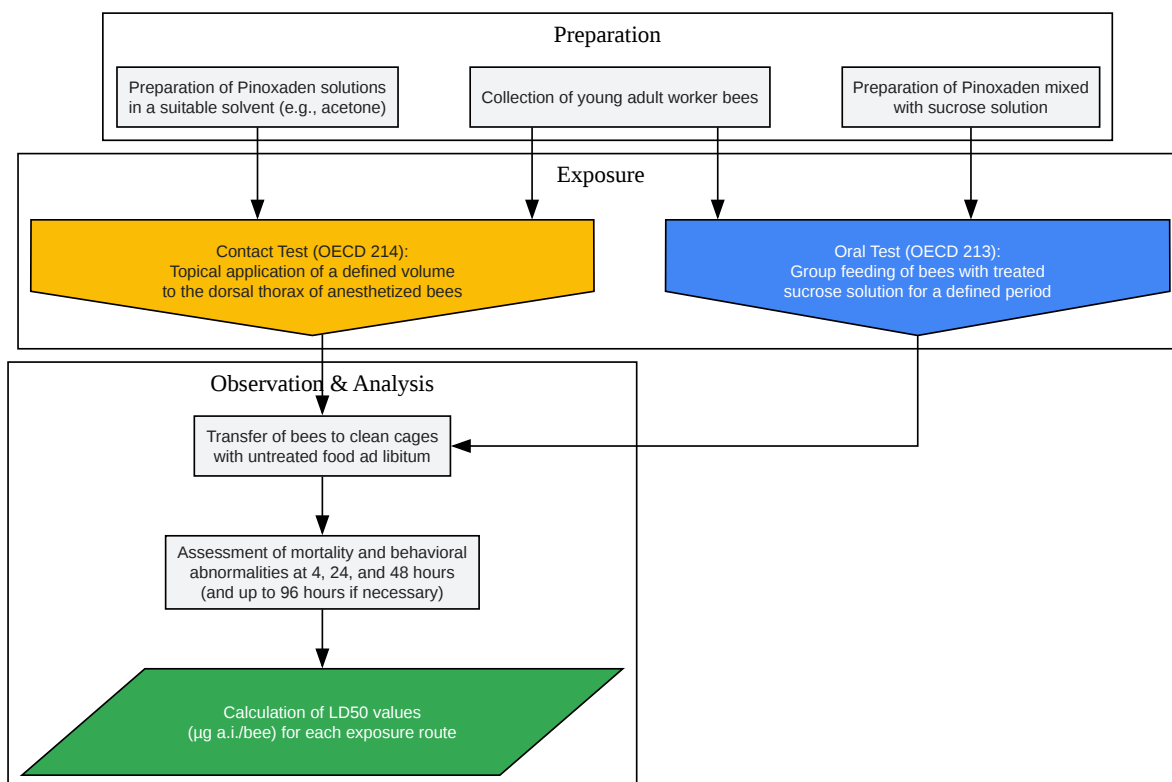 Preparation
Preparation of Pinoxaden solutions
in a suitable solvent (e.g., acetone)
Collection of young adult worker bees
Preparation of Pinoxaden mixed
with sucrose solution
Exposure
Contact Test (OECD 214):
Topical application of a defined volume
to the dorsal thorax of anesthetized bees
Oral Test (OECD 213):
Group feeding of bees with treated
sucrose solution for a defined period
Observation & Analysis
Transfer of bees to clean cages
with untreated food ad libitum
Assessment of mortality and behavioral
abnormalities at 4, 24, and 48 hours
(and up to 96 hours if necessary)
Calculation of LD50 values
(µg a.i./bee) for each exposure route